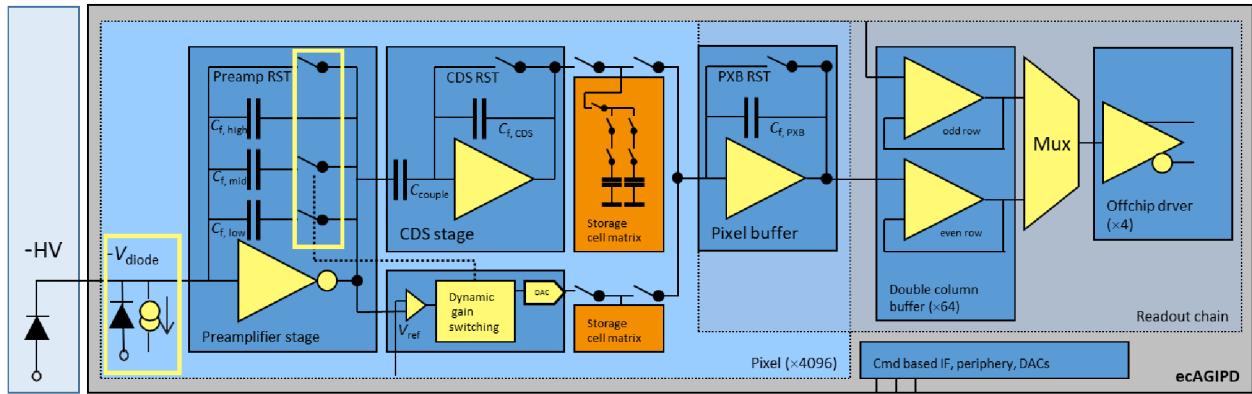 -HV
-Vdiode
Preamp RST
Cf, high
Cf, mid
Cf, low
Preamplifier stage
CDS RST
Cf, CDS
Ccouple
CDS stage
Storage
cell matrix
Vref
Dynamic
gain
switching
DAC
Storage
cell matrix
PXB RST
Cf, PXB
Pixel buffer
Pixel (×4096)
odd row
even row
Double column
buffer (×64)
Mux
Offchip drver
(×4)
Readout chain
Cmd based IF, periphery, DACs
ecAGIPD